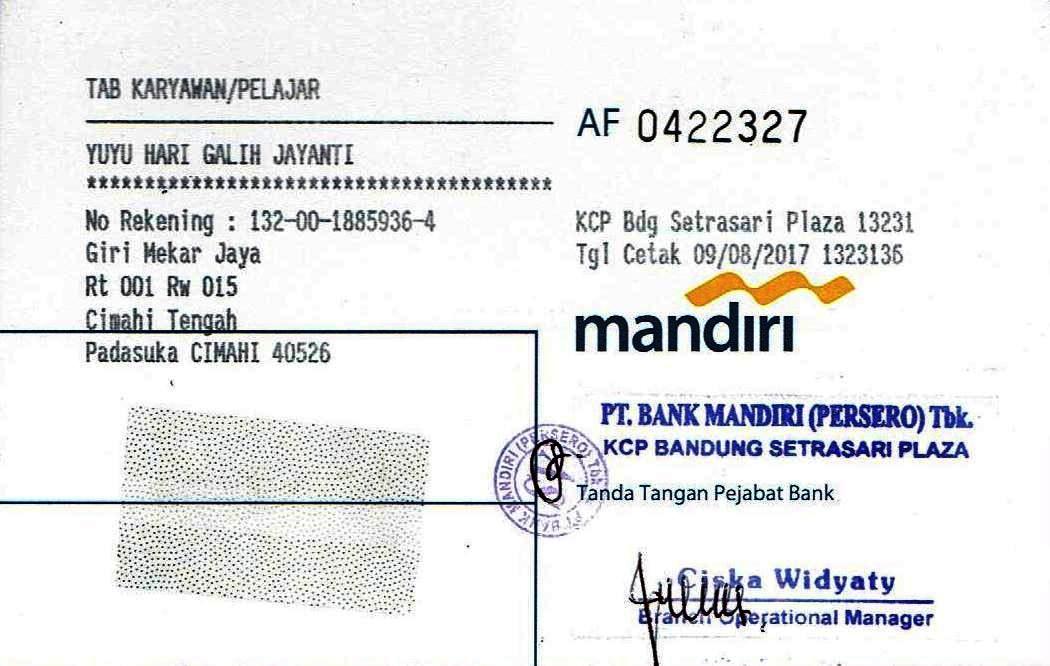 TAB KARYAWAN/PELAJAR
AF 0422327
YUYU HARI GALIH JAYANTI
****************************************
No Rekening : 132-00-1885936-4
Giri Mekar Jaya
Rt 001 Rw 015
Cimahi Tengah
Padasuka CIMAHI 40526
KCP Bdg Setrasari Plaza 13231
Tgl Cetak 09/08/2017 1323136
mandiri
PT. BANK MANDIRI (PERSERO) Tbk.
KCP BANDUNG SETRASARI PLAZA
PT. BANK MANDIRI (PERSERO) Tbk
Tanda Tangan Pejabat Bank
Ciska Widyaty
Branch Operational Manager